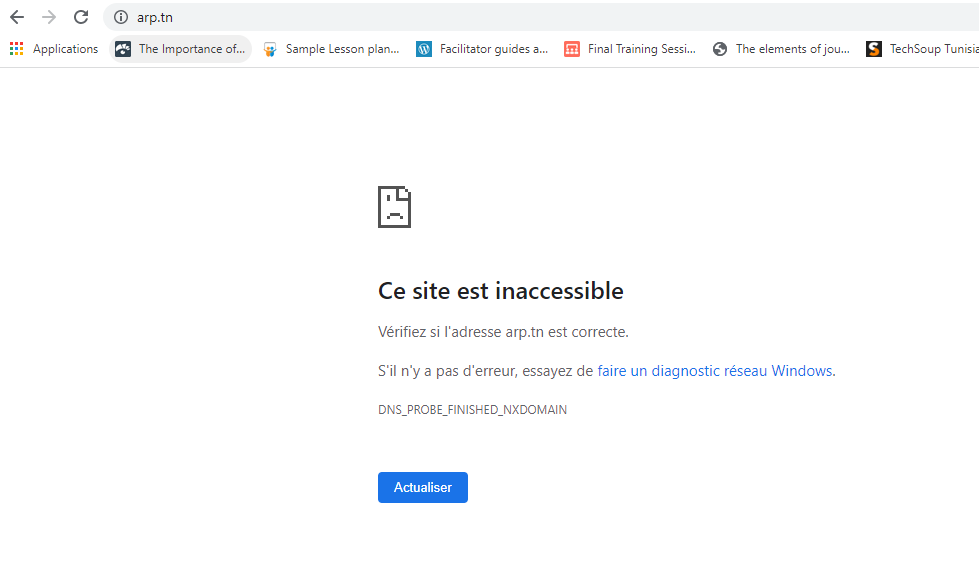 arp.tn
Applications The Importance of... Sample Lesson plan... Facilitator guides a... Final Training Sessi... The elements of jou... TechSoup Tunisia
Ce site est inaccessible
Vérifiez si l'adresse arp.tn est correcte.
S'il n'y a pas d'erreur, essayez de faire un diagnostic réseau Windows.
DNS_PROBE_FINISHED_NXDOMAIN
Actualiser